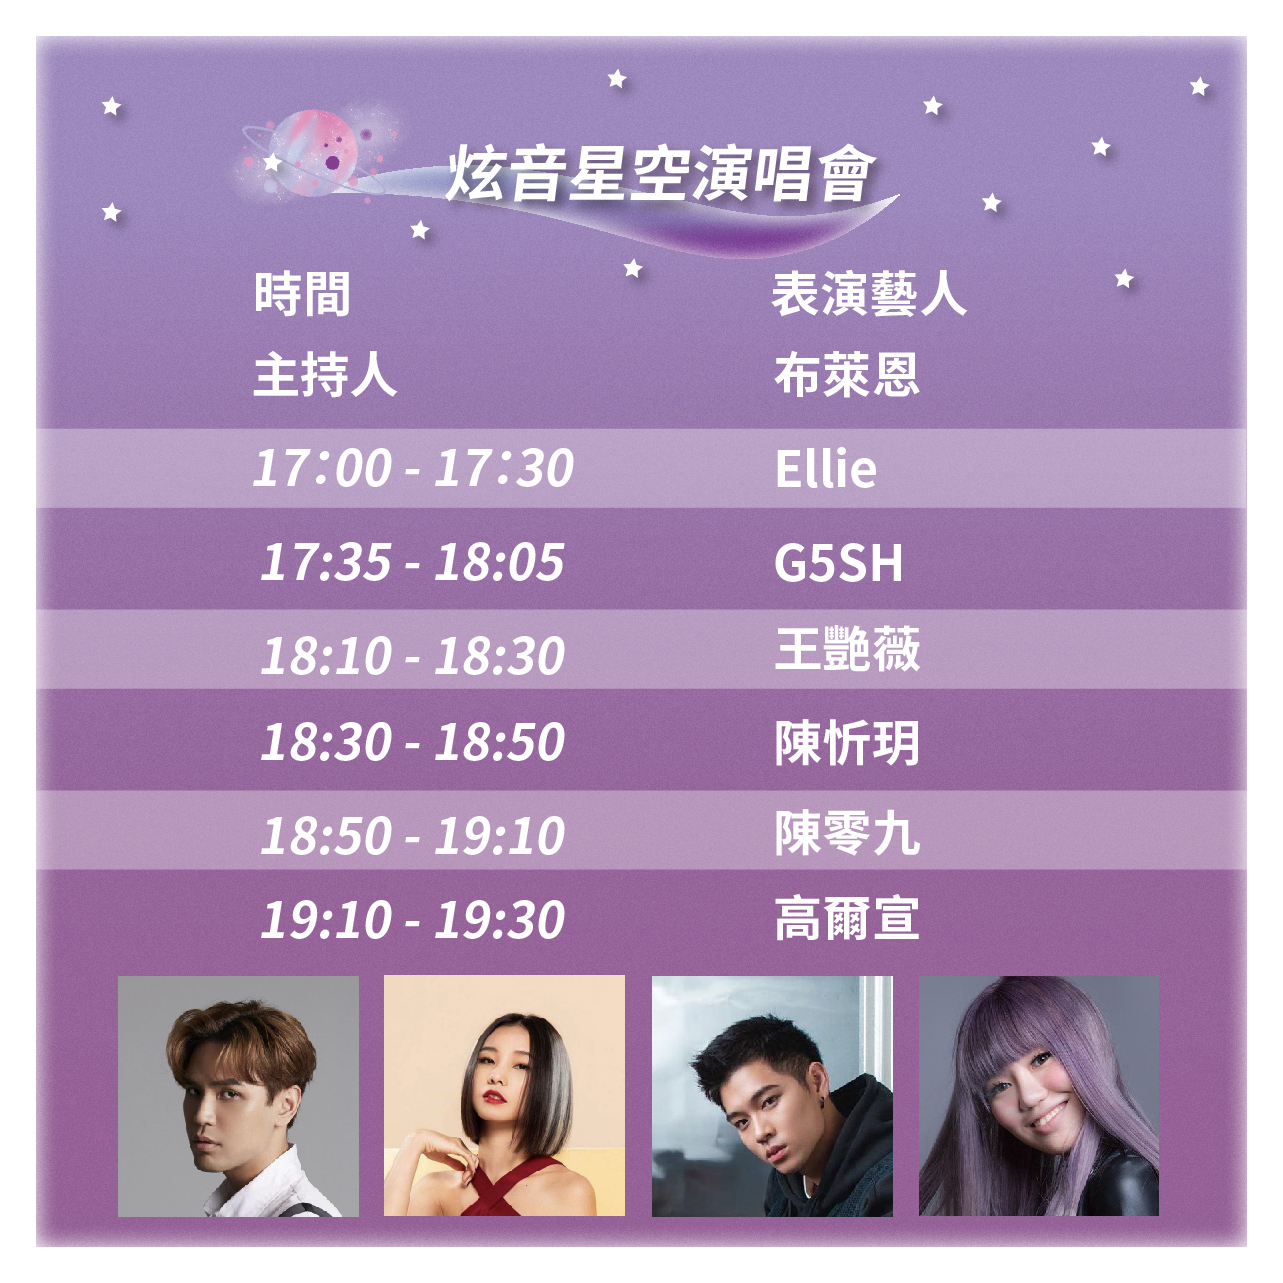 炫音星空演唱會
時間 表演藝人
主持人 布萊恩
17:00 - 17:30 Ellie
17:35 - 18:05 G5SH
18:10 - 18:30 王艷薇
18:30 - 18:50 陳忻玥
18:50 - 19:10 陳零九
19:10 - 19:30 高爾宣